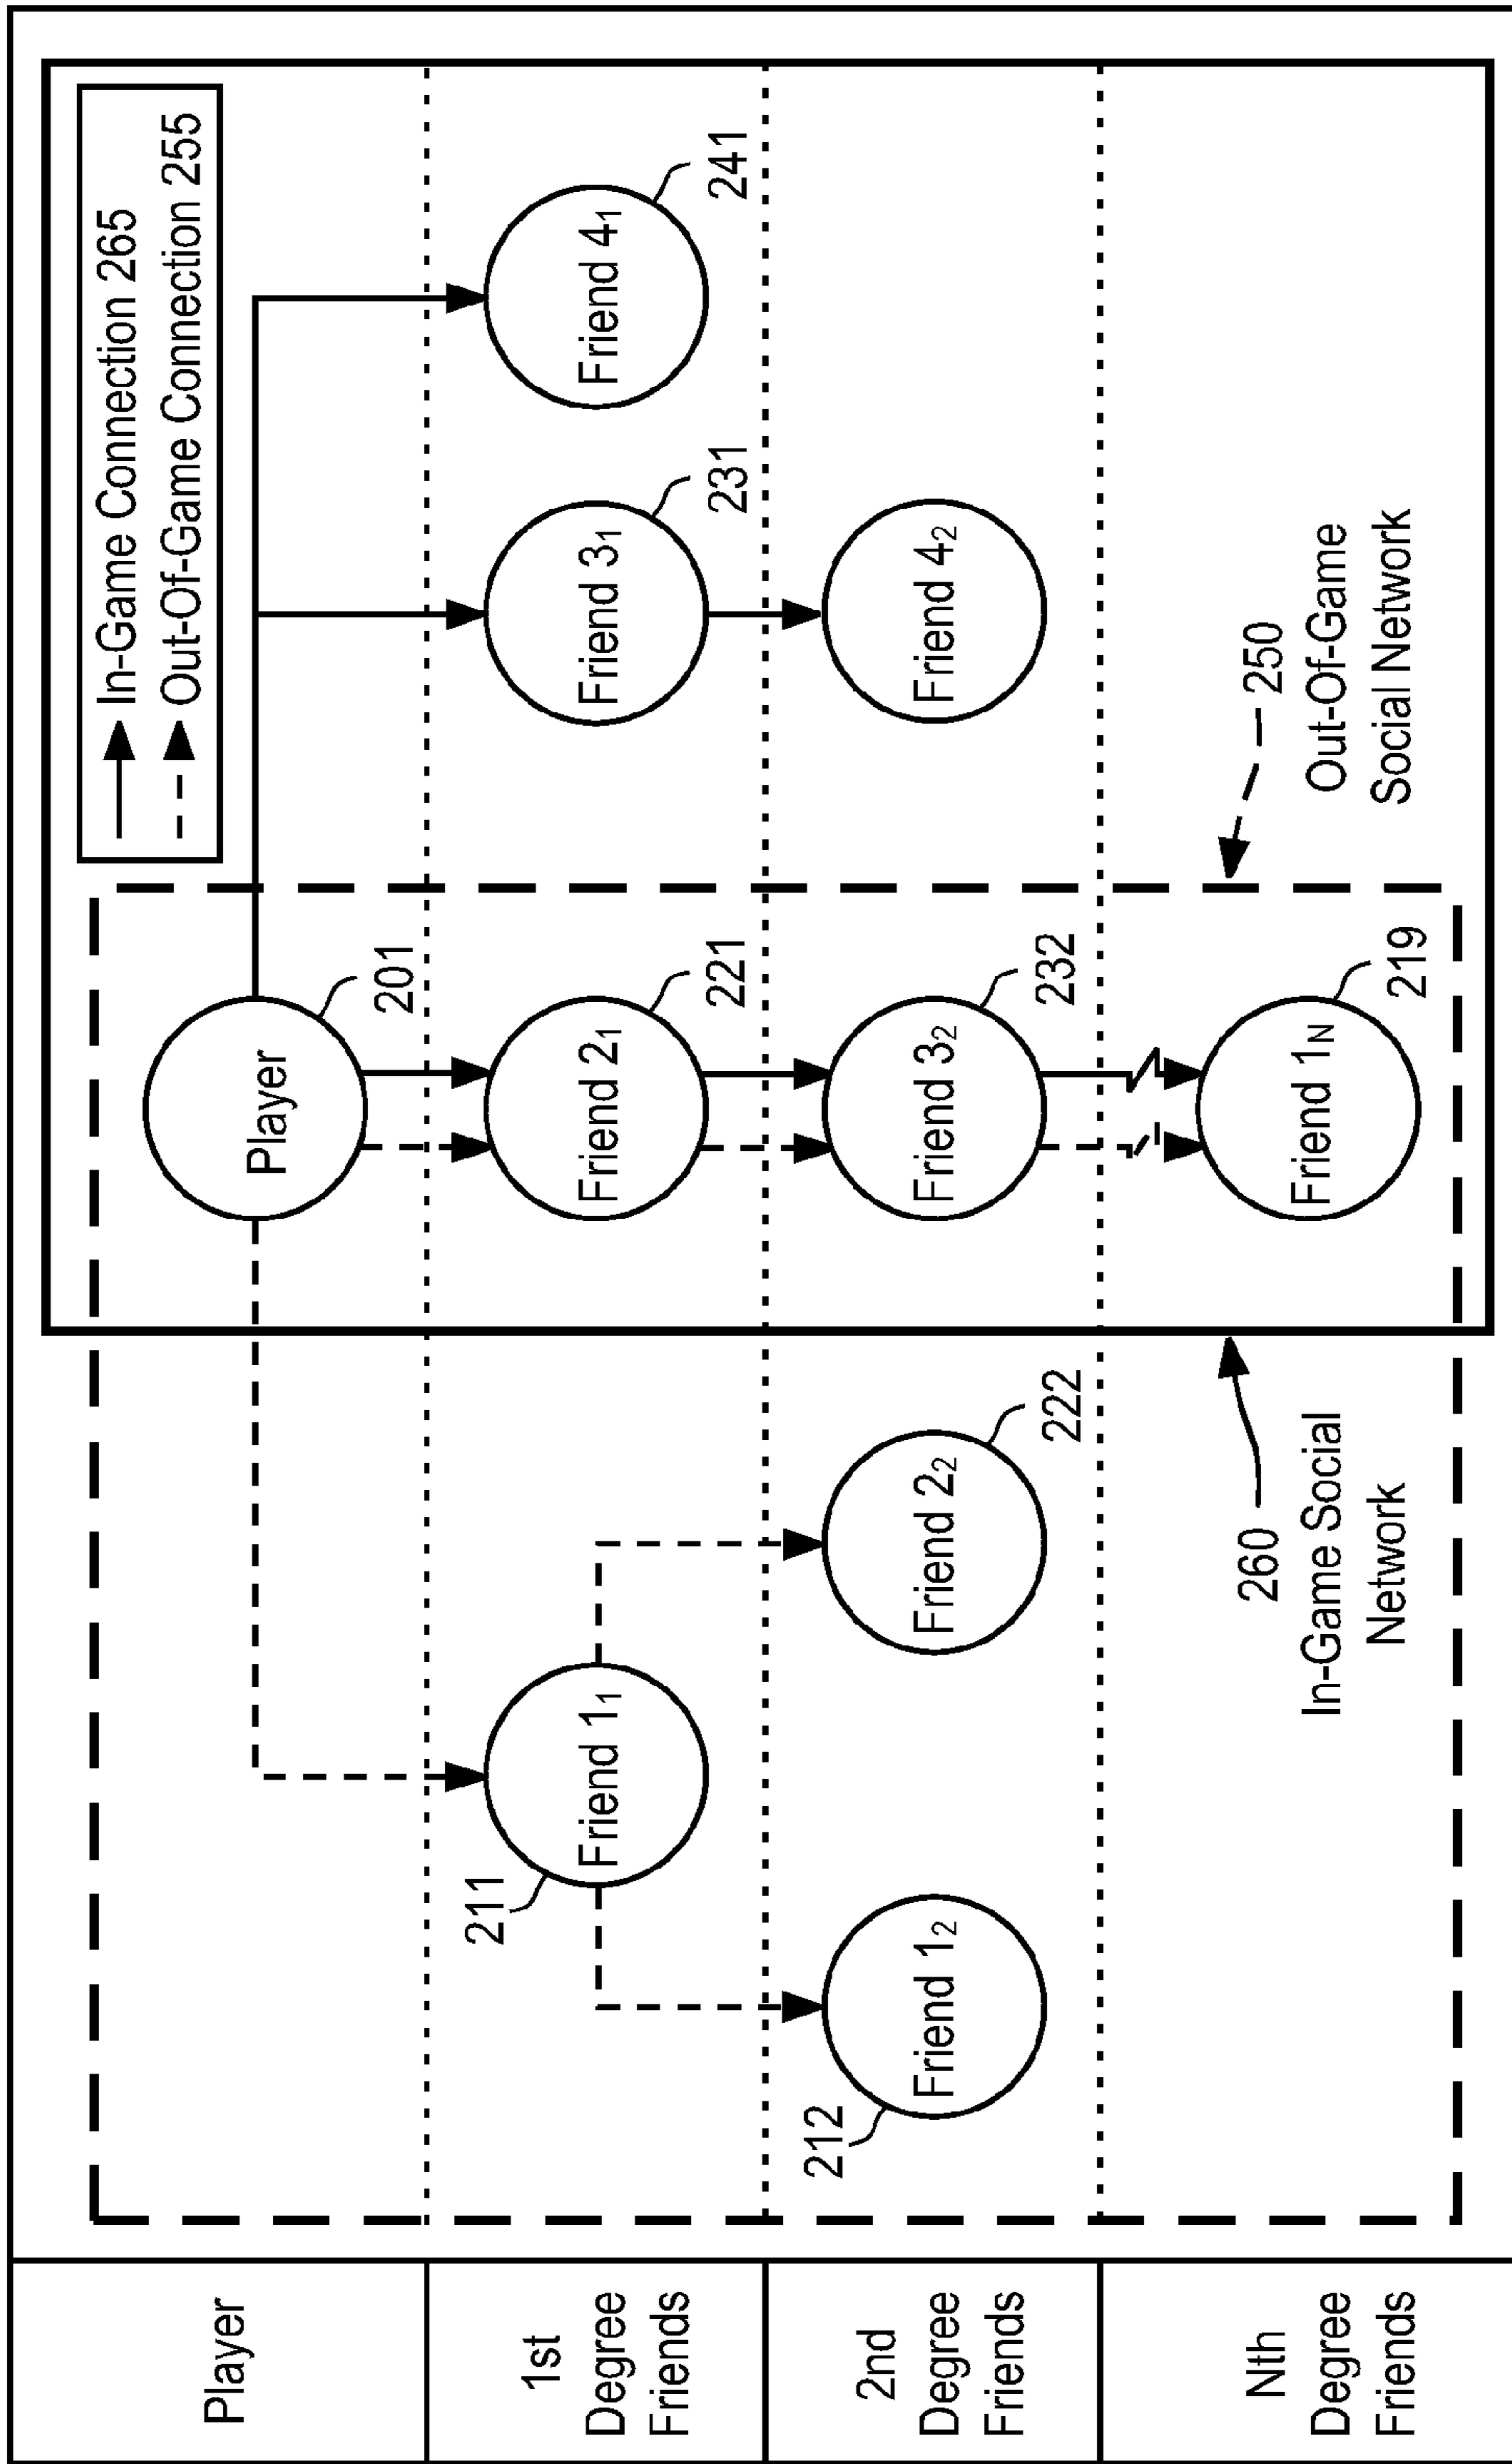 Player
1st
Degree
Friends
2nd
Degree
Friends
Nth
Degree
Friends
In-Game Connection 265
Out-Of-Game Connection 255
Player
201
Friend 1₁
211
Friend 2₁
221
Friend 3₁
231
Friend 4₁
241
Friend 1₂
212
Friend 2₂
222
Friend 3₂
232
Friend 4₂
Friend 1N
219
260
In-Game Social
Network
250
Out-Of-Game
Social Network